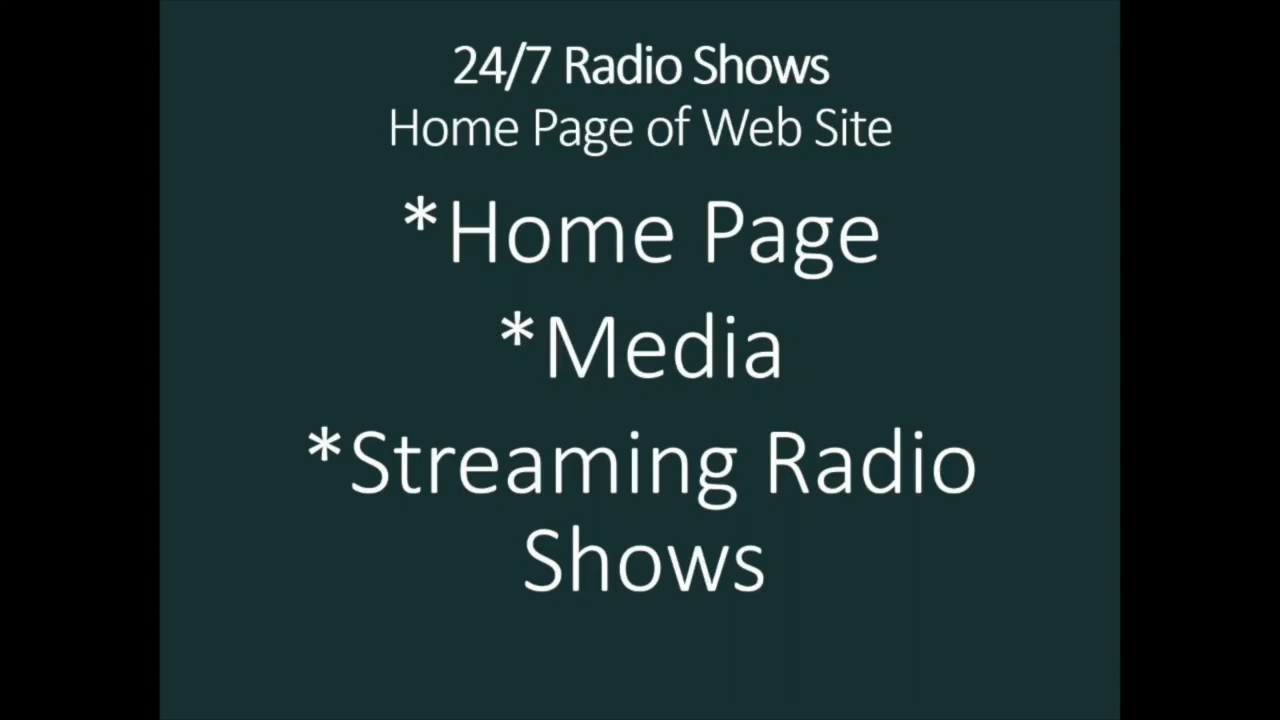 24/7 Radio Shows
Home Page of Web Site
*Home Page
*Media
*Streaming Radio
Shows